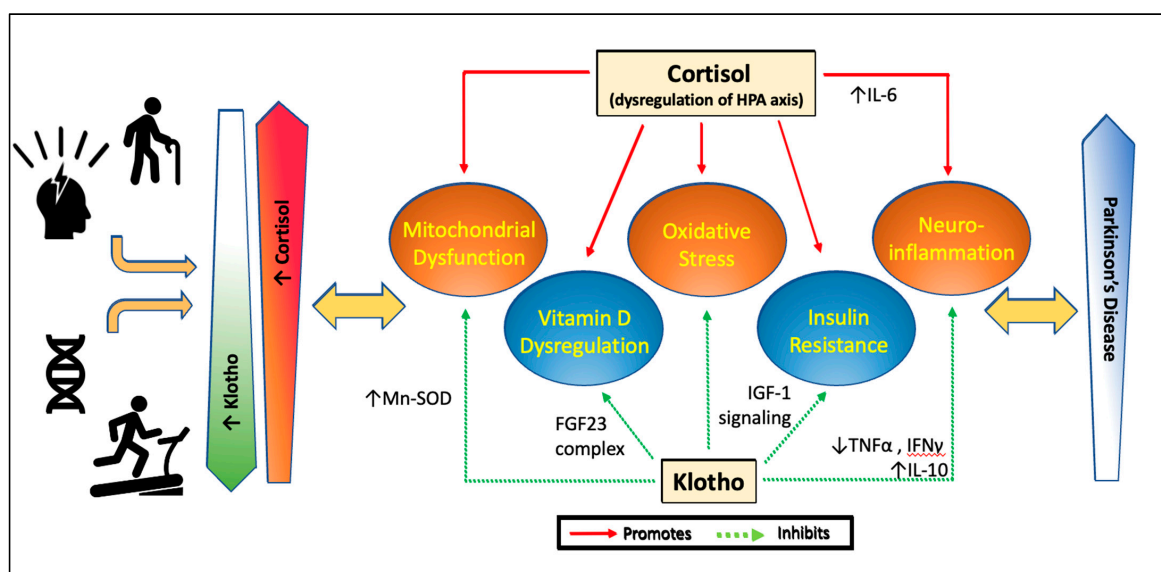 Cortisol
(dysregulation of HPA axis)
↑IL-6
↑ Klotho
↑ Cortisol
Mitochondrial
Dysfunction
Oxidative
Stress
Neuro-
inflammation
Vitamin D
Dysregulation
Insulin
Resistance
Parkinson's Disease
↑Mn-SOD
FGF23
complex
IGF-1
signaling
↓TNFα , IFNγ
↑IL-10
Klotho
Promotes
Inhibits